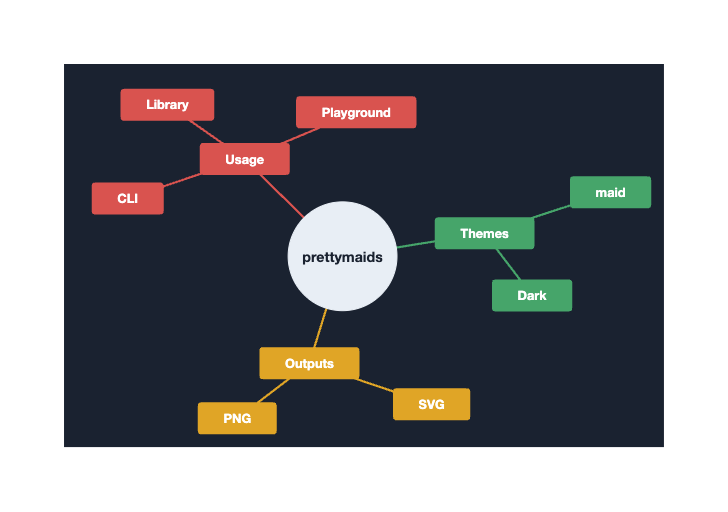 Library
Playground
Usage
CLI
maid
Themes
prettymaids
Dark
Outputs
SVG
PNG